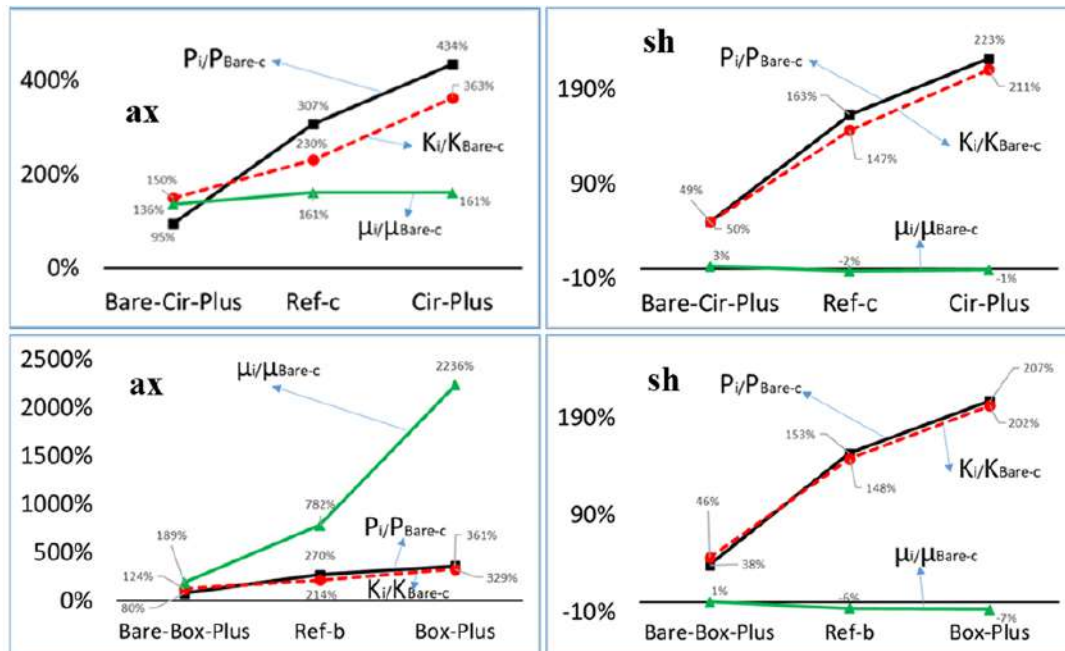 400%
200%
0%
ax
Pi/PBare-c
434%
307%
363%
230%
Ki/KBare-c
150%
136%
95%
161%
161%
μi/μBare-c
Bare-Cir-Plus Ref-c Cir-Plus
190%
90%
-10%
sh
Pi/PBare-c
223%
163%
211%
147%
Ki/KBare-c
49%
50%
μi/μBare-c
3%
-2%
-1%
Bare-Cir-Plus Ref-c Cir-Plus
2500%
2000%
1500%
1000%
500%
0%
ax
μi/μBare-c
2236%
782%
189%
Pi/PBare-c
270%
361%
124%
80%
214%
329%
Ki/KBare-c
Bare-Box-Plus Ref-b Box-Plus
190%
90%
-10%
sh
Pi/PBare-c
207%
153%
202%
148%
Ki/KBare-c
46%
38%
μi/μBare-c
1%
-6%
-7%
Bare-Box-Plus Ref-b Box-Plus